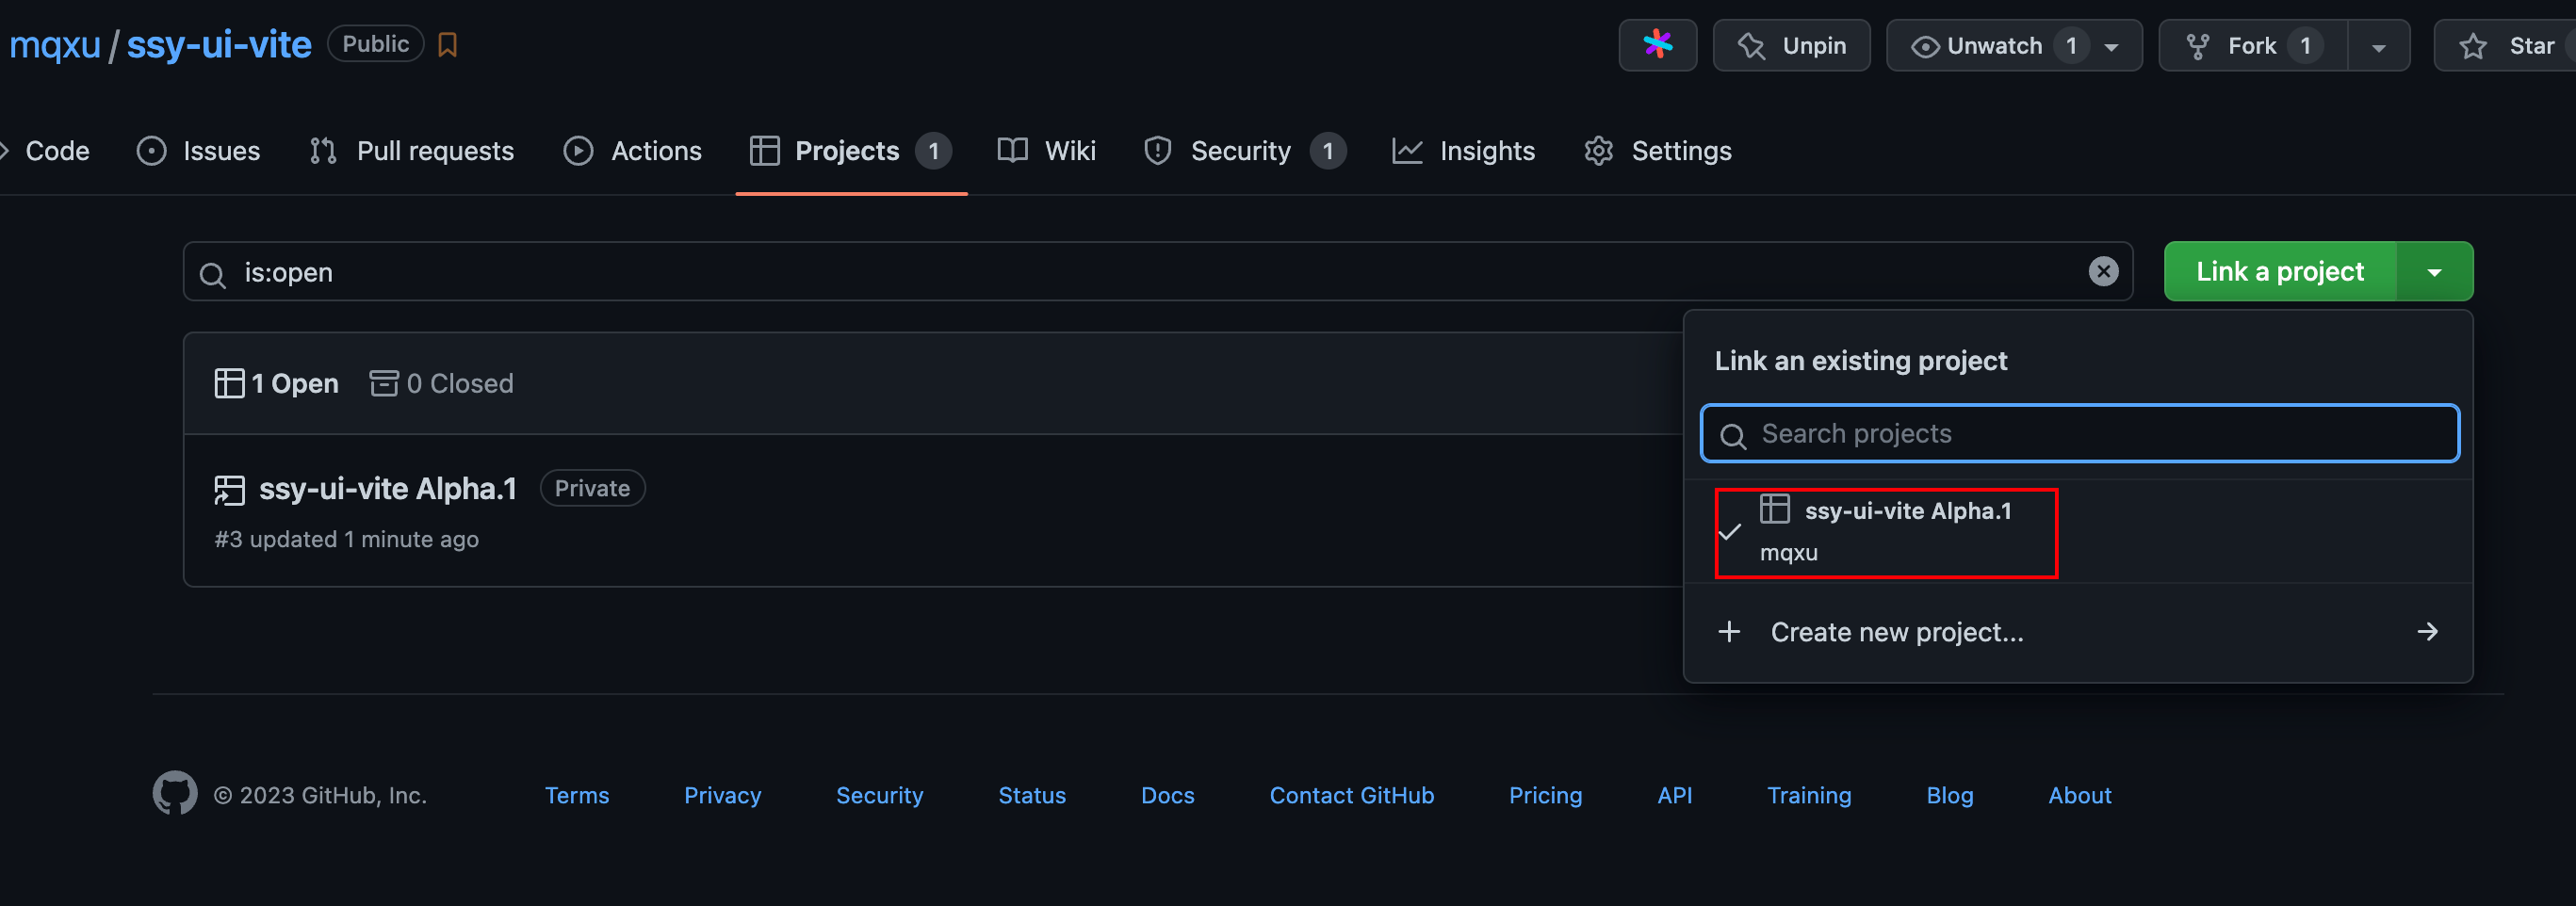 mqxu / ssy-ui-vite Public Unpin Unwatch 1 Fork 1 Star
Code Issues Pull requests Actions Projects 1 Wiki Security 1 Insights Settings
is:open Link a project
Link an existing project
1 Open 0 Closed
Search projects
ssy-ui-vite Alpha.1 Private
#3 updated 1 minute ago
ssy-ui-vite Alpha.1
mqxu
Create new project...
© 2023 GitHub, Inc. Terms Privacy Security Status Docs Contact GitHub Pricing API Training Blog About